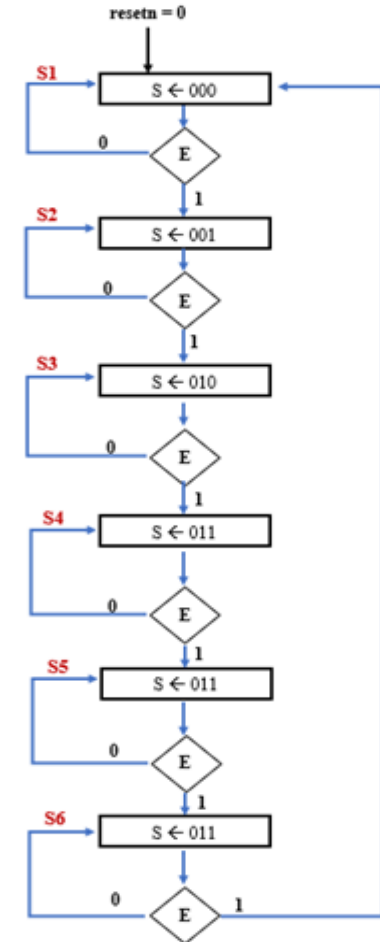 resetn = 0
S1
S ← 000
0
E
1
S2
S ← 001
0
E
1
S3
S ← 010
0
E
1
S4
S ← 011
0
E
1
S5
S ← 011
0
E
1
S6
S ← 011
0
E
1